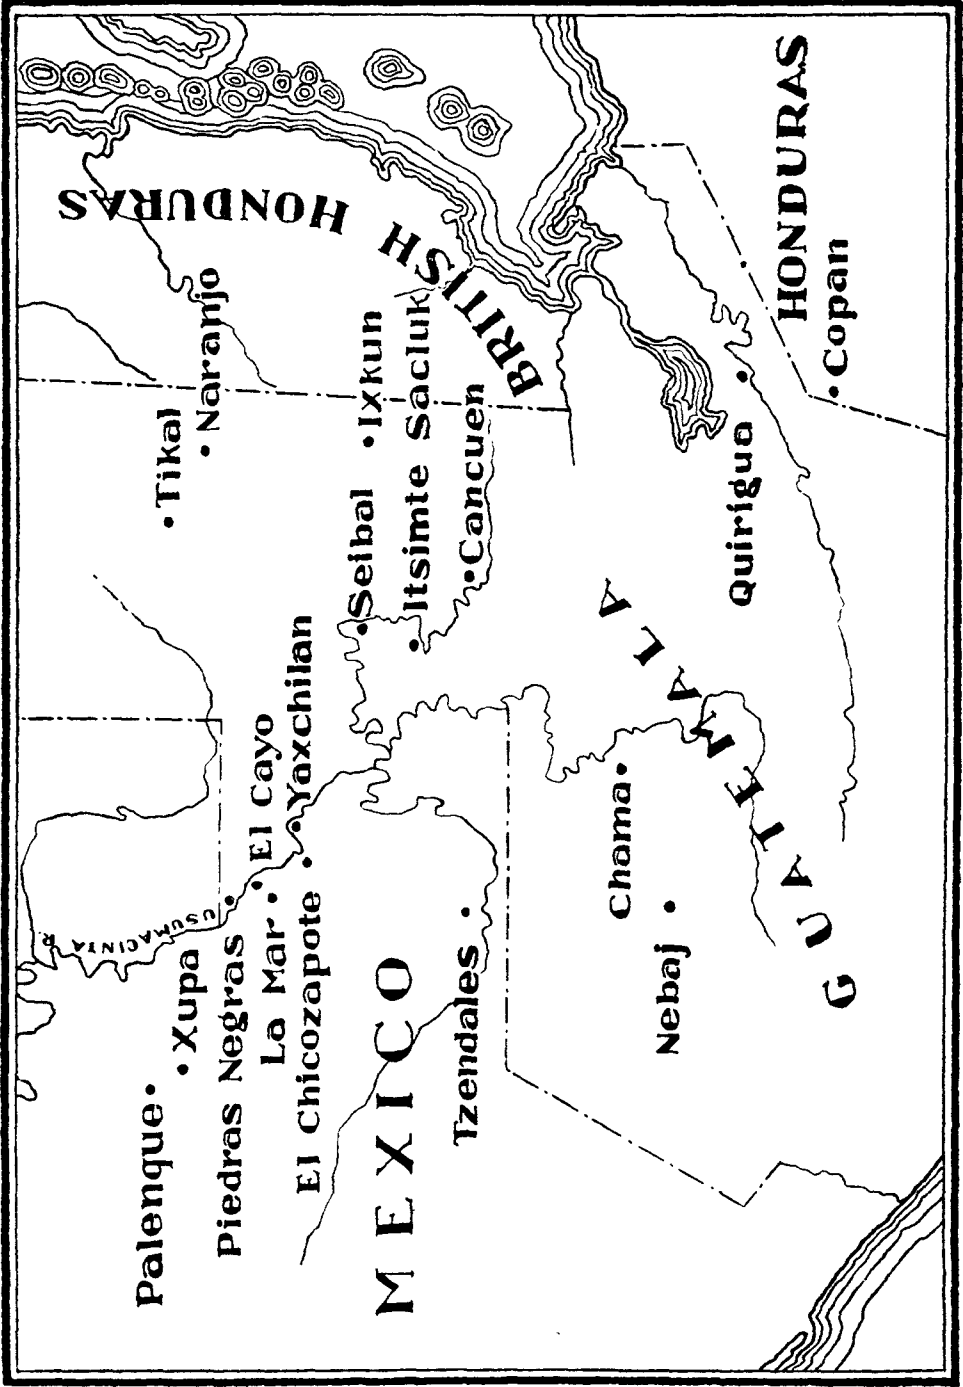 Palenque
Xupa
USUMACINTA R.
Piedras Negras
La Mar
El Cayo
El Chicozapote
Yaxchilan
MEXICO
Tzendales
Tikal
Naranjo
Seibal
Ixkun
Itsimte Sacluk
Cancuen
BRITISH HONDURAS
Chama
Nebaj
GUATEMALA
Quirigua
HONDURAS
Copan